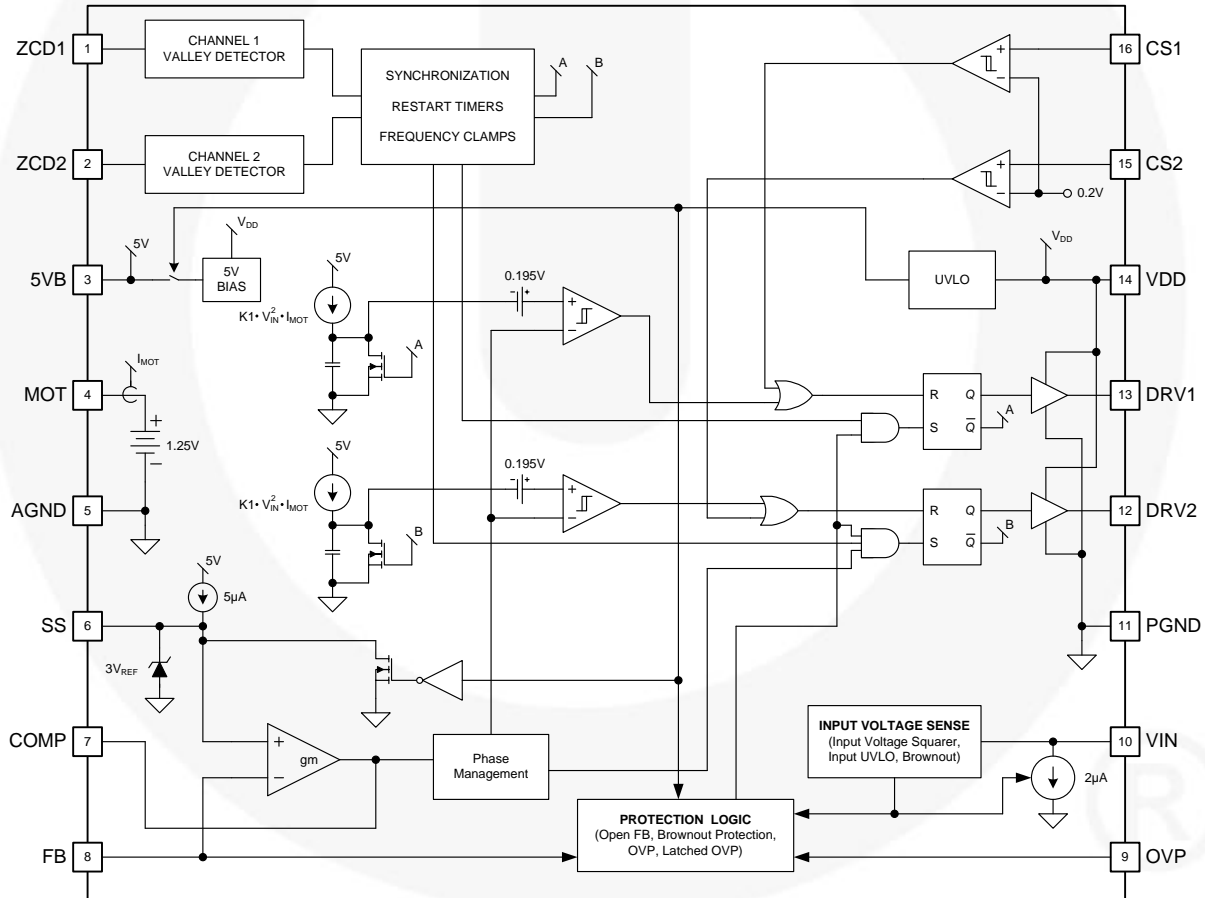 ZCD1
1
CHANNEL 1
VALLEY DETECTOR
SYNCHRONIZATION
RESTART TIMERS
FREQUENCY CLAMPS
A
B
16
CS1
ZCD2
2
CHANNEL 2
VALLEY DETECTOR
15
CS2
0.2V
5VB
3
5V
VDD
5V
BIAS
UVLO
VDD
14
VDD
5V
K1• V²IN • IMOT
A
0.195V
MOT
4
IMOT
1.25V
R
Q
S
Q̅
A
13
DRV1
5V
K1• V²IN • IMOT
B
0.195V
AGND
5
R
Q
S
Q̅
B
12
DRV2
SS
6
5V
5µA
3VREF
11
PGND
COMP
7
+
gm
−
Phase
Management
INPUT VOLTAGE SENSE
(Input Voltage Squarer,
Input UVLO, Brownout)
10
VIN
2µA
PROTECTION LOGIC
(Open FB, Brownout Protection,
OVP, Latched OVP)
FB
8
9
OVP
®